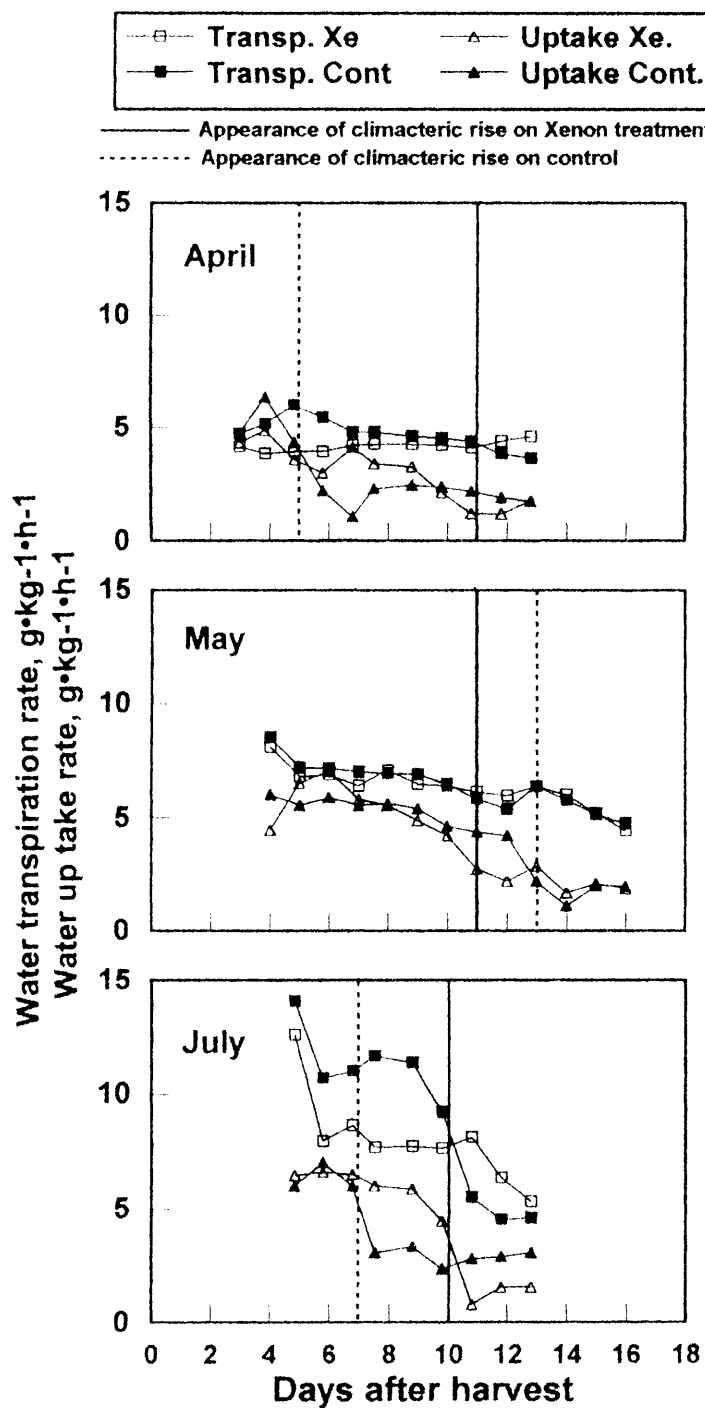 Transp. Xe Uptake Xe.
Transp. Cont Uptake Cont.
Appearance of climacteric rise on Xenon treatment
Appearance of climacteric rise on control
Water transpiration rate, g•kg-1•h-1
Water up take rate, g•kg-1•h-1
15
April
10
5
0
15
May
10
5
0
15
July
10
5
0
0 2 4 6 8 10 12 14 16 18
Days after harvest